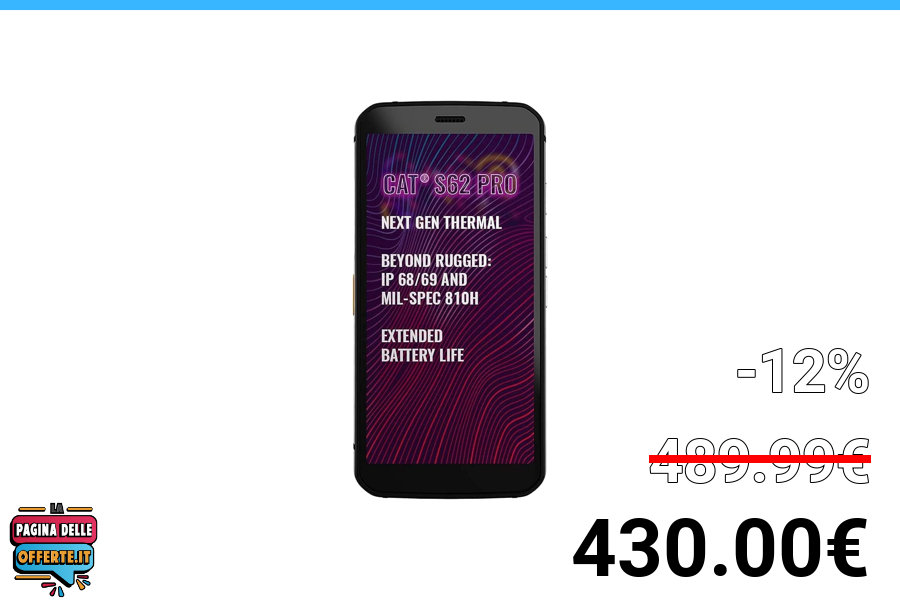 CAT® S62 PRO
NEXT GEN THERMAL
BEYOND RUGGED:
IP 68/69 AND
MIL-SPEC 810H
EXTENDED
BATTERY LIFE
-12%
489.99€
430.00€
LA
PAGINA DELLE
OFFERTE.IT